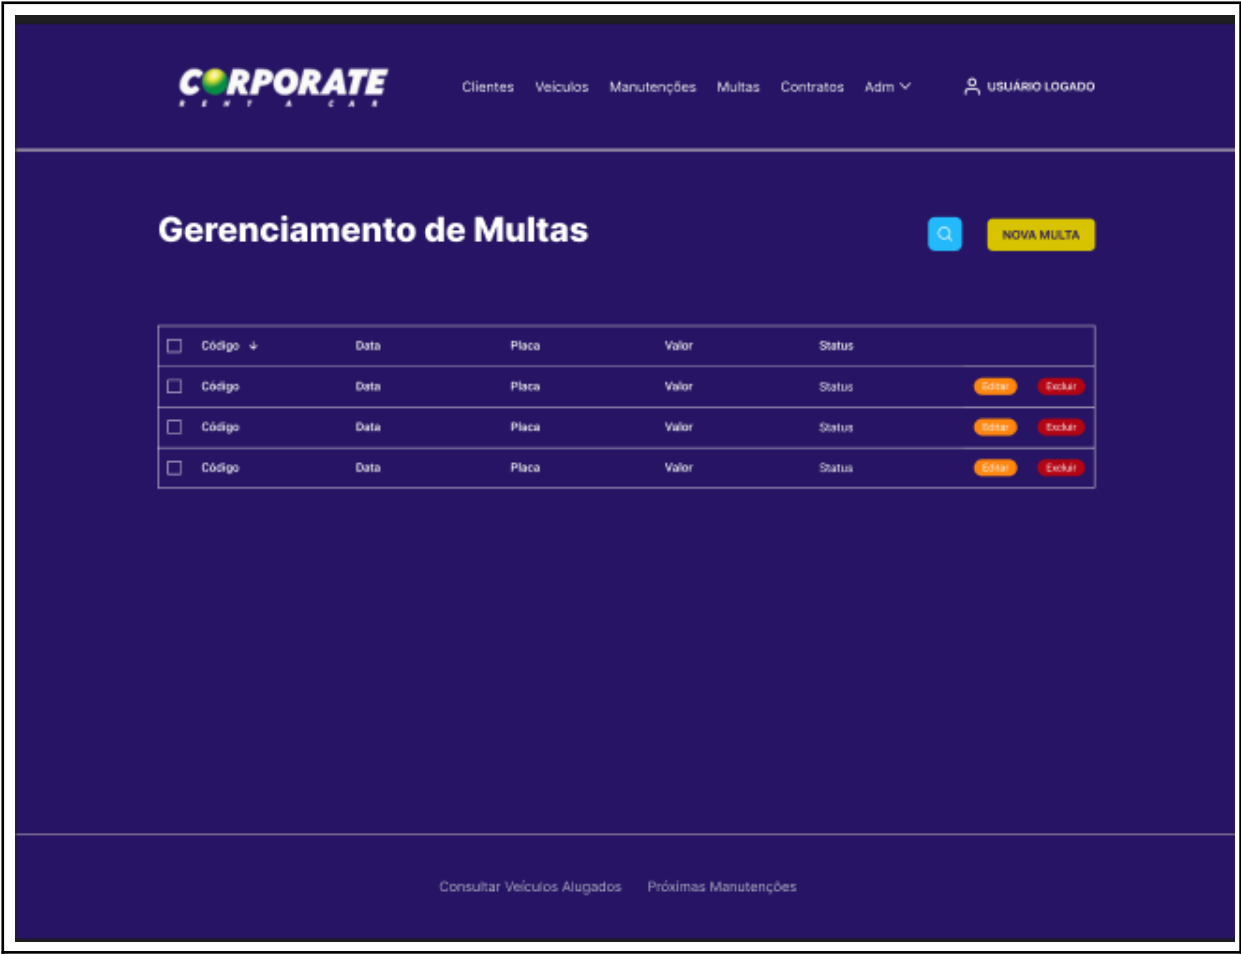 CORPORATE
RENT A CAR
Clientes Veículos Manutenções Multas Contratos Adm USUÁRIO LOGADO
Gerenciamento de Multas
NOVA MULTA
Código Data Placa Valor Status
Código Data Placa Valor Status Editar Excluir
Código Data Placa Valor Status Editar Excluir
Código Data Placa Valor Status Editar Excluir
Consultar Veículos Alugados Próximas Manutenções